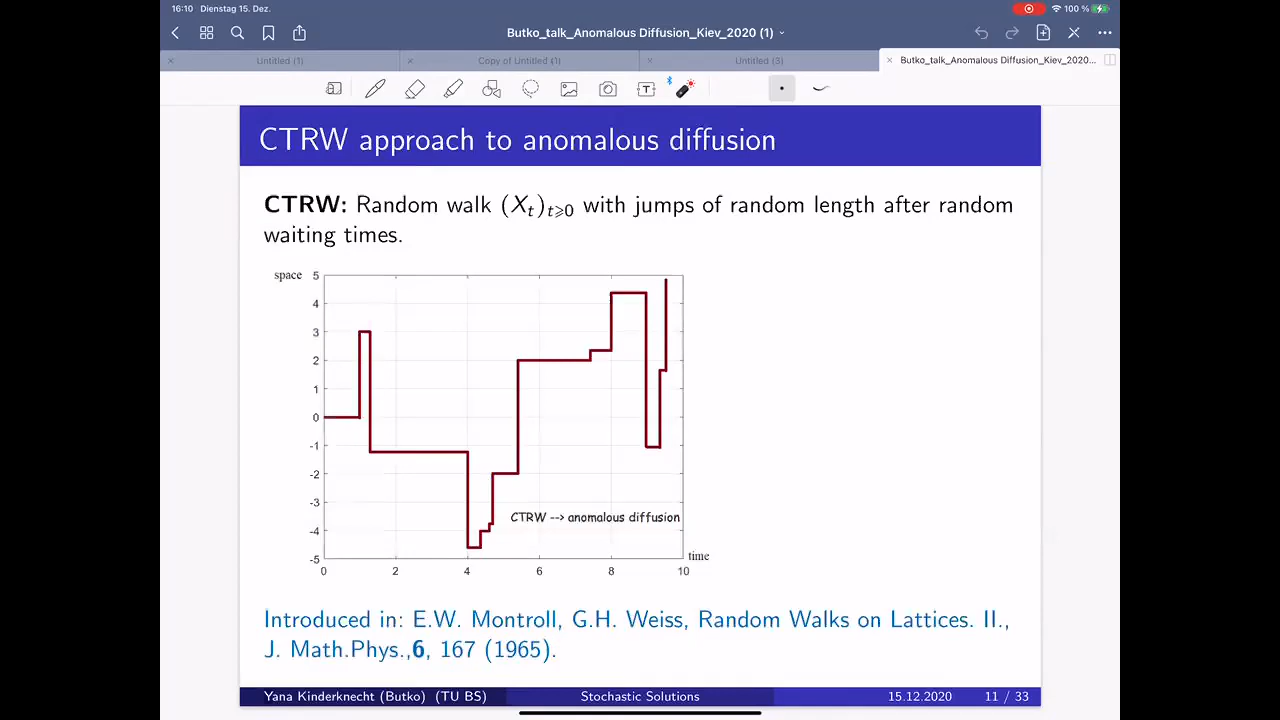 16:10 Dienstag 15. Dez.
100 %
Butko_talk_Anomalous Diffusion_Kiev_2020 (1)
Untitled (1)
Copy of Untitled (1)
Untitled (3)
Butko_talk_Anomalous Diffusion_Kiev_2020...
T
CTRW approach to anomalous diffusion
CTRW: Random walk (Xₜ)ₜ⩾₀ with jumps of random length after random
waiting times.
space
5
4
3
2
1
0
-1
-2
-3
-4
-5
CTRW --> anomalous diffusion
time
0 2 4 6 8 10
Introduced in: E.W. Montroll, G.H. Weiss, Random Walks on Lattices. II.,
J. Math.Phys.,6, 167 (1965).
Yana Kinderknecht (Butko) (TU BS) Stochastic Solutions 15.12.2020 11 / 33